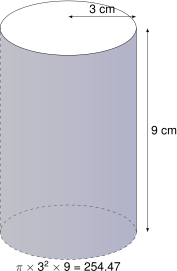 3 cm
9 cm
π × 3² × 9 = 254.47